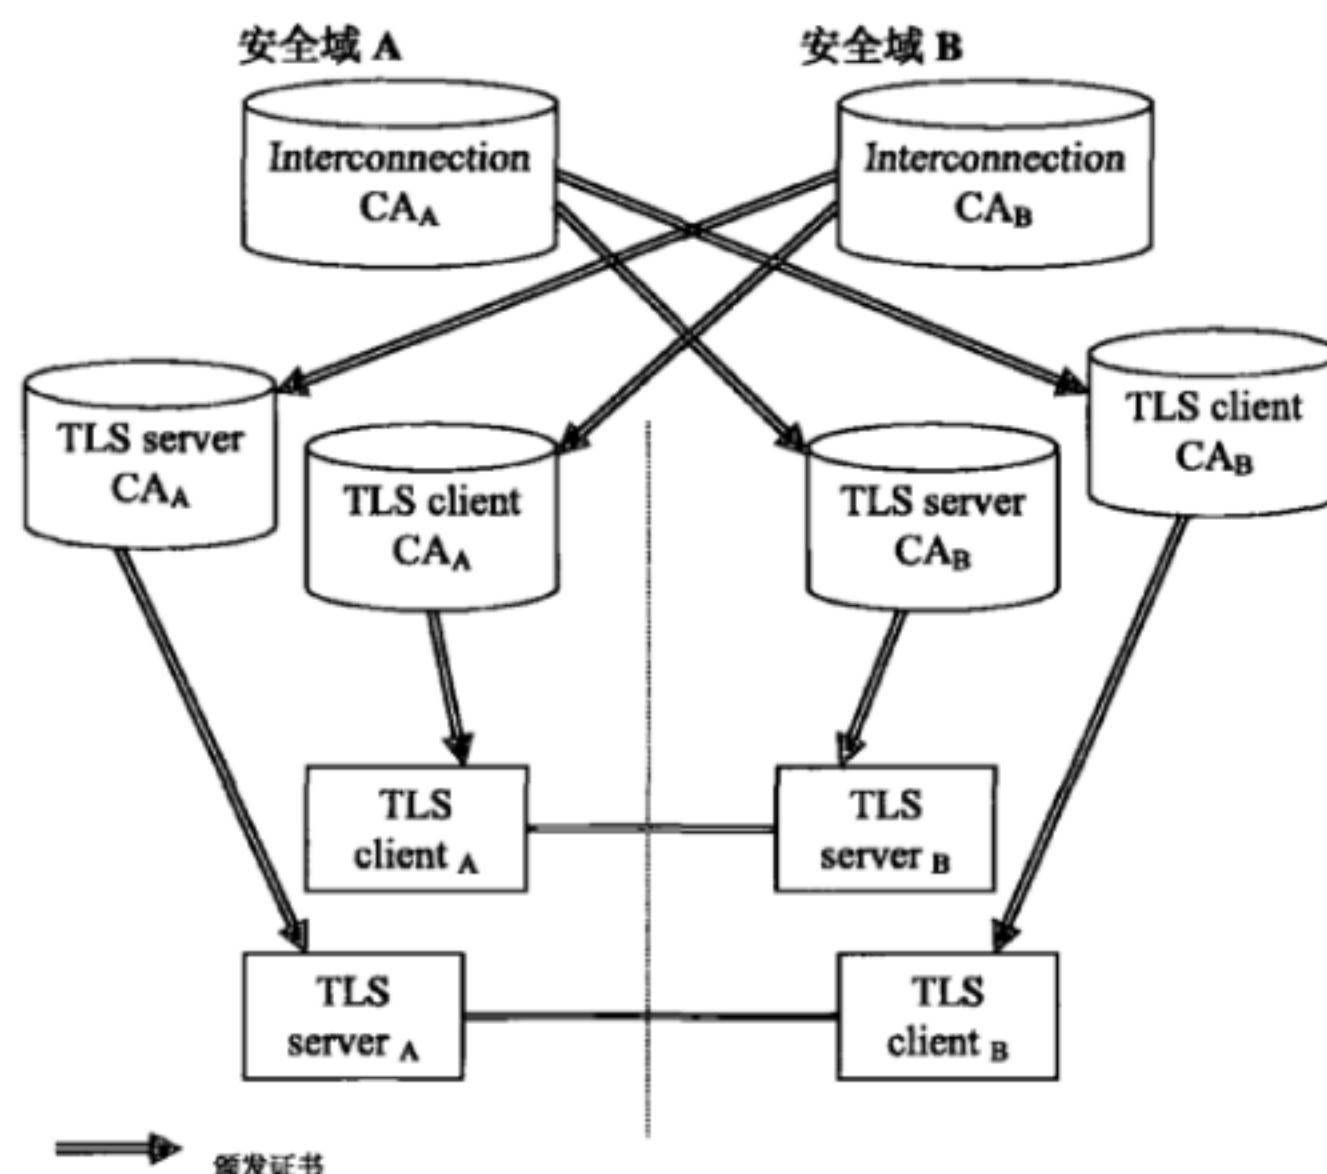 安全域 A
安全域 B
Interconnection
CAA
Interconnection
CAB
TLS server
CAA
TLS client
CAA
TLS server
CAB
TLS client
CAB
TLS
client A
TLS
server B
TLS
server A
TLS
client B
颁发证书